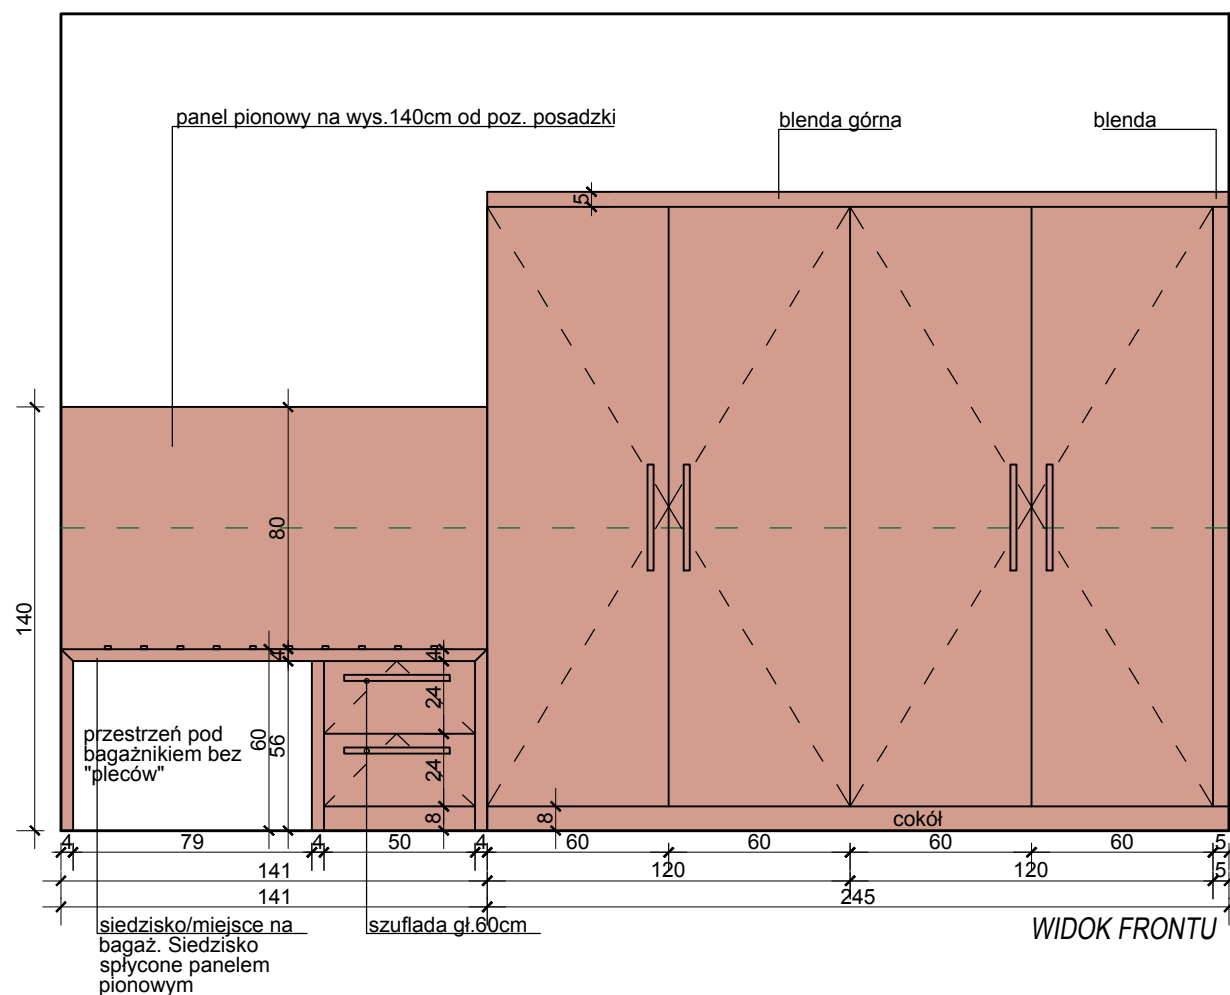 panel pionowy na wys.140cm od poz. posadzki
blenda górna
blenda
5
80
140
4
4
24
przestrzeń pod
bagażnikiem bez
"pleców"
60
56
24
8
8
cokół
4
79
4
50
4
60
60
60
60
5
141
120
120
5
141
245
siedzisko/miejsce na
bagaż. Siedzisko
spłycone panelem
pionowym
szuflada gł.60cm
WIDOK FRONTU